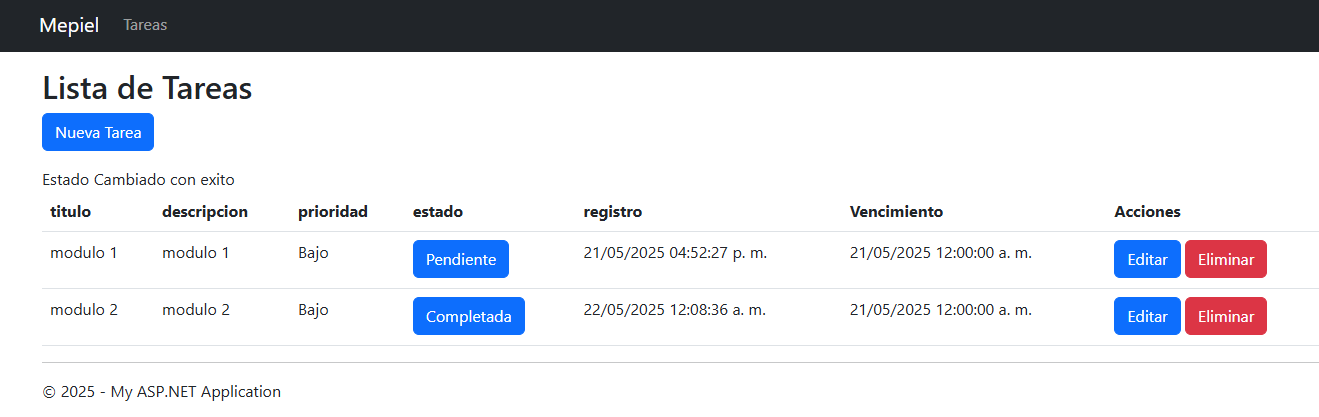 Mepiel Tareas
Lista de Tareas
Nueva Tarea
Estado Cambiado con exito
titulo descripcion prioridad estado registro Vencimiento Acciones
modulo 1 modulo 1 Bajo Pendiente 21/05/2025 04:52:27 p. m. 21/05/2025 12:00:00 a. m. Editar Eliminar
modulo 2 modulo 2 Bajo Completada 22/05/2025 12:08:36 a. m. 21/05/2025 12:00:00 a. m. Editar Eliminar
© 2025 - My ASP.NET Application